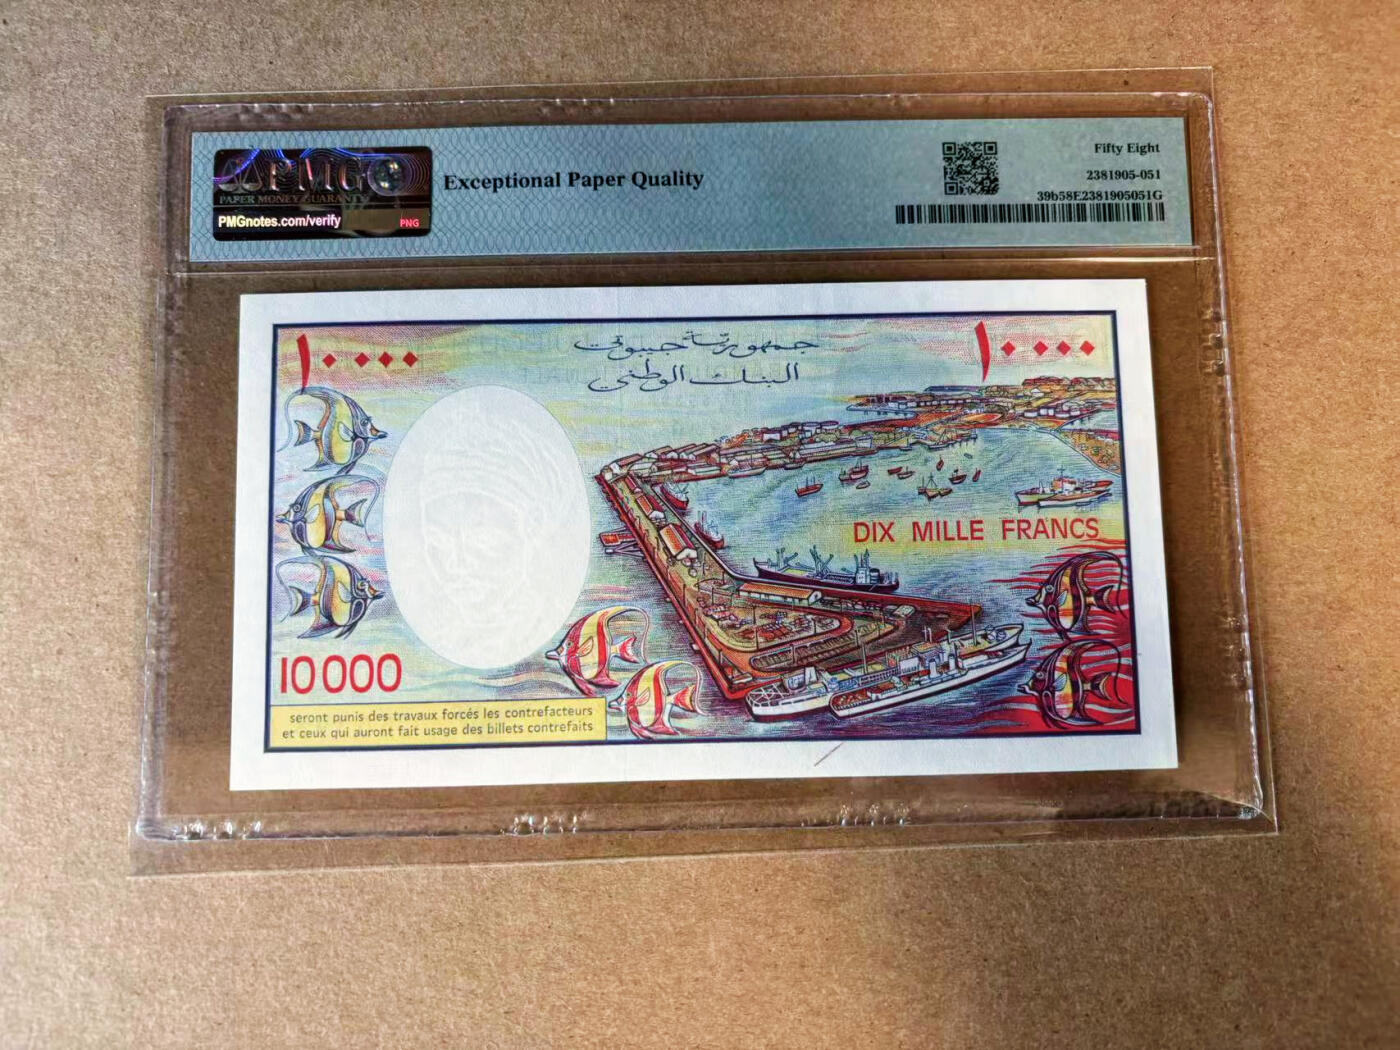 PMG
PAPER MONEY GUARANTY
PMGnotes.com/verify
PNG
Exceptional Paper Quality
Fifty Eight
2381905-051
39b58E2381905051G
١٠٠٠٠
جمهورية جيبوتي
البنك الوطني
١٠٠٠٠
DIX MILLE FRANCS
10000
seront punis des travaux forcés les contrefacteurs
et ceux qui auront fait usage des billets contrefaits